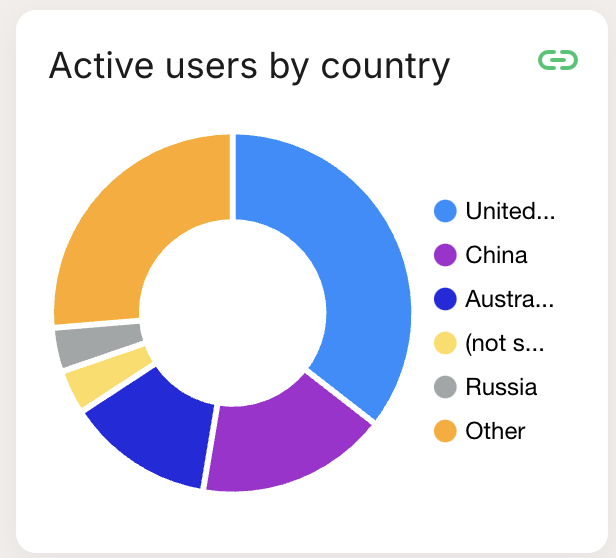 Active users by country
United...
China
Austra...
(not s...
Russia
Other